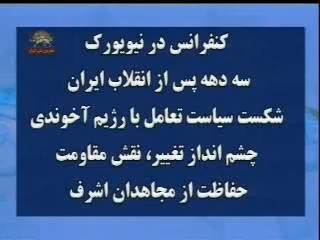 کنفرانس در نیویورک
سه دهه پس از انقلاب ایران
شکست سیاست تعامل با رژیم آخوندی
چشم انداز تغییر، نقش مقاومت
حفاظت از مجاهدان اشرف